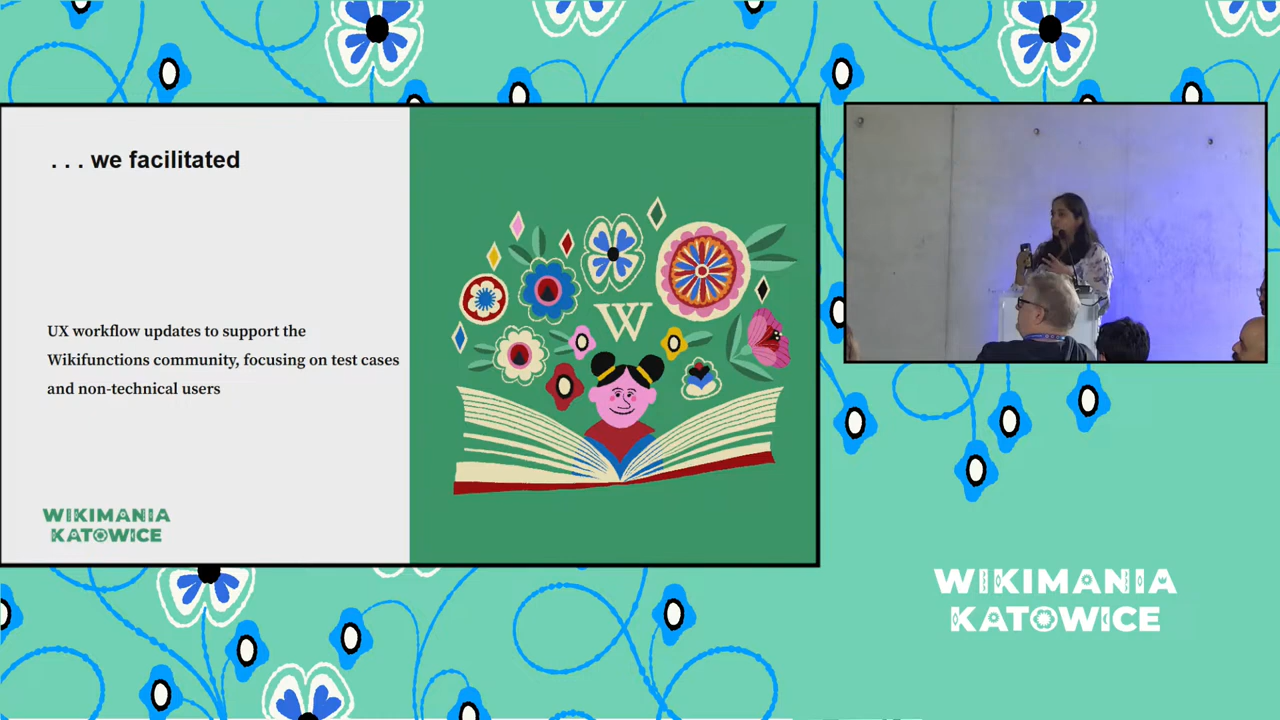 . . . we facilitated
UX workflow updates to support the
Wikifunctions community, focusing on test cases
and non-technical users
W
WIKIMANIA
KATOWICE
WIKIMANIA
KATOWICE